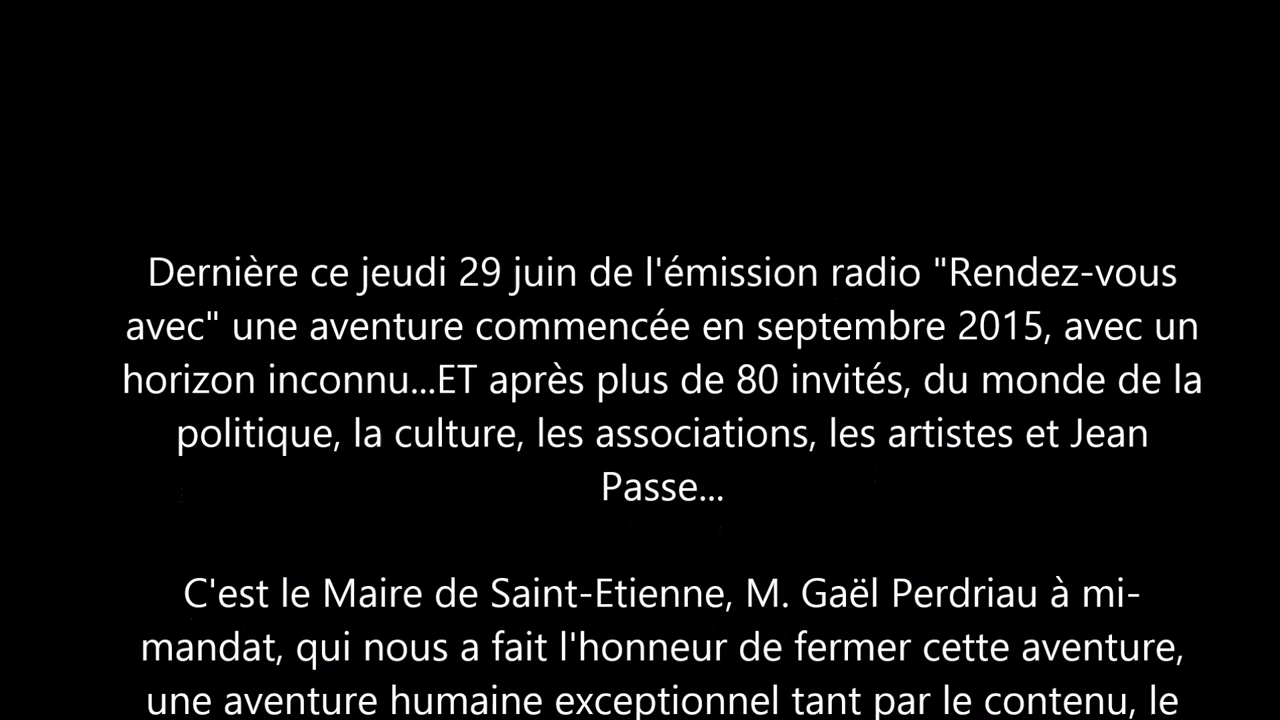 Dernière ce jeudi 29 juin de l'émission radio "Rendez-vous
avec" une aventure commencée en septembre 2015, avec un
horizon inconnu...ET après plus de 80 invités, du monde de la
politique, la culture, les associations, les artistes et Jean
Passe...
C'est le Maire de Saint-Etienne, M. Gaël Perdriau à mi-
mandat, qui nous a fait l'honneur de fermer cette aventure,
une aventure humaine exceptionnel tant par le contenu, le